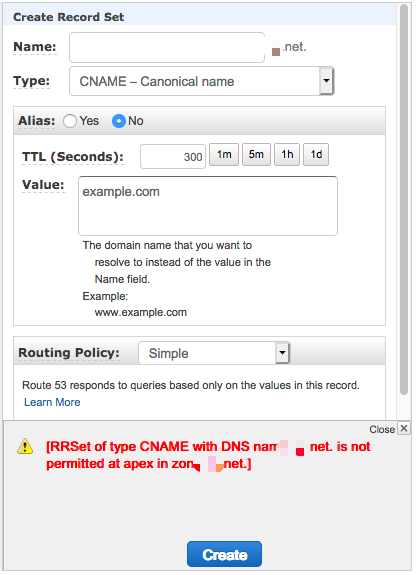 Create Record Set
Name: .net.
Type: CNAME – Canonical name
Alias: Yes No
TTL (Seconds): 300 1m 5m 1h 1d
Value: example.com
The domain name that you want to
resolve to instead of the value in the
Name field.
Example:
www.example.com
Routing Policy: Simple
Route 53 responds to queries based only on the values in this record.
Learn More
Close
[RRSet of type CNAME with DNS net. is not
permitted at apex in net.]
Create